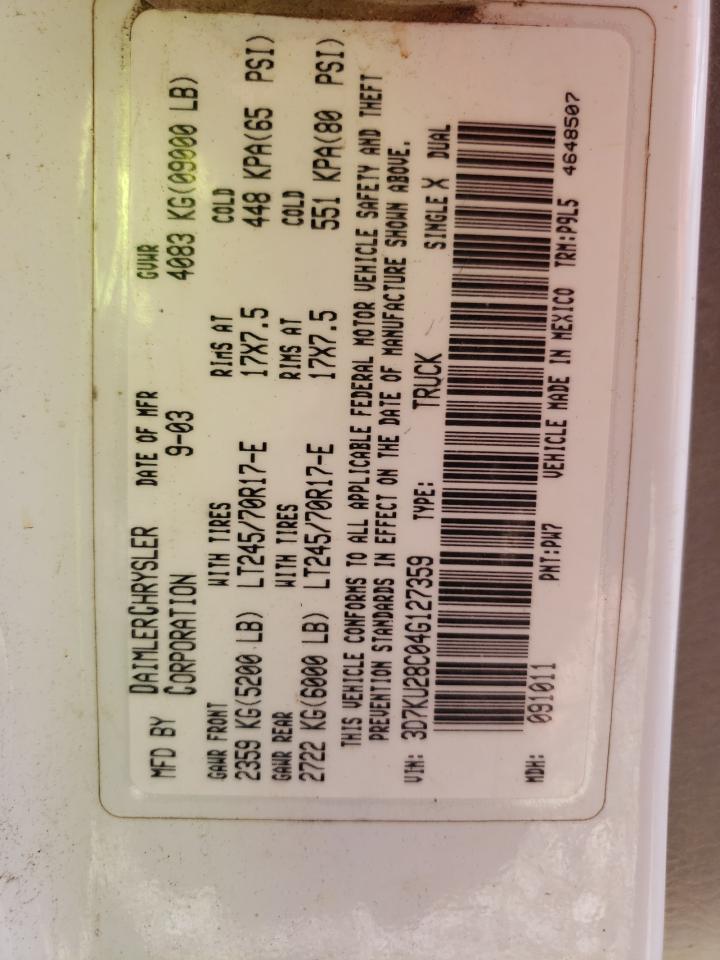 MFD BY DAIMLERCHRYSLER DATE OF MFR GVWR
CORPORATION 9-03 4083 KG(09000 LB)
GAWR FRONT WITH TIRES RIMS AT COLD
2359 KG(5200 LB) LT245/70R17-E 17X7.5 448 KPA(65 PSI)
GAWR REAR WITH TIRES RIMS AT COLD
2722 KG(6000 LB) LT245/70R17-E 17X7.5 551 KPA(80 PSI)
THIS VEHICLE CONFORMS TO ALL APPLICABLE FEDERAL MOTOR VEHICLE SAFETY AND THEFT
PREVENTION STANDARDS IN EFFECT ON THE DATE OF MANUFACTURE SHOWN ABOVE.
VIN: 3D7KU28C04G127359 TYPE: TRUCK SINGLE X DUAL
MDH: 091011 PNT:PW7 VEHICLE MADE IN MEXICO TRM:P9L5 4648507